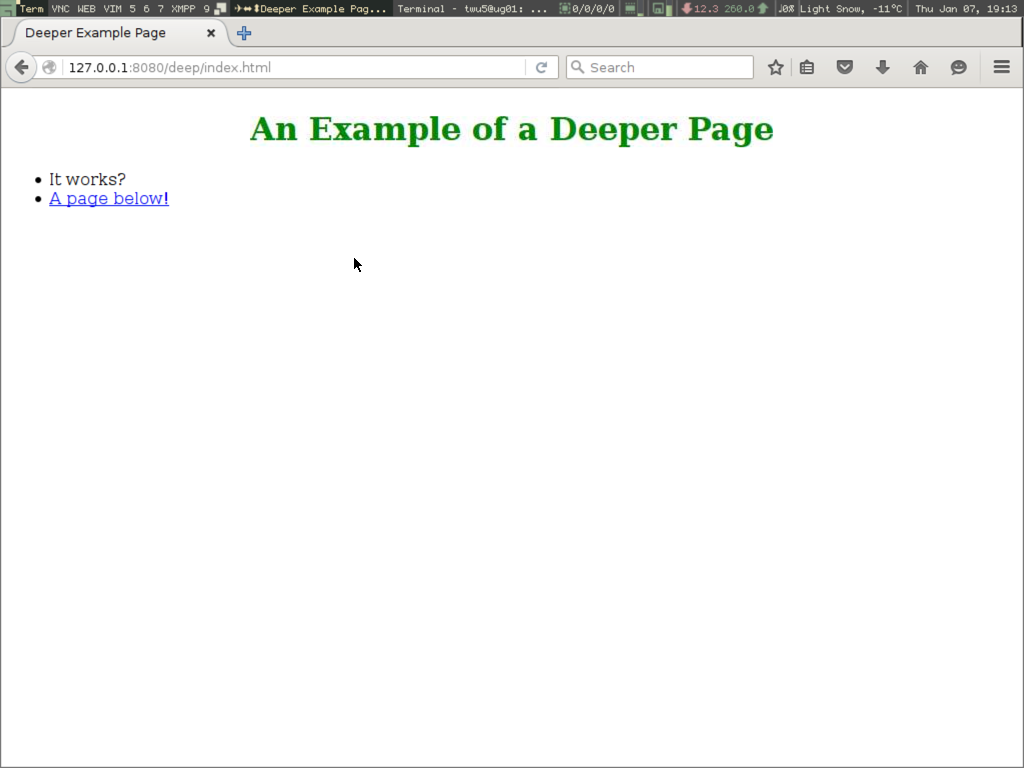 Term VNC WEB VIM 5 6 7 XMPP 9 Deeper Example Pag... Terminal - twu5@ug01: ... 0/0/0/0 12.3 260.0 0% Light Snow, -11°C Thu Jan 07, 19:13
Deeper Example Page
127.0.0.1:8080/deep/index.html Search
An Example of a Deeper Page
• It works?
• A page below!